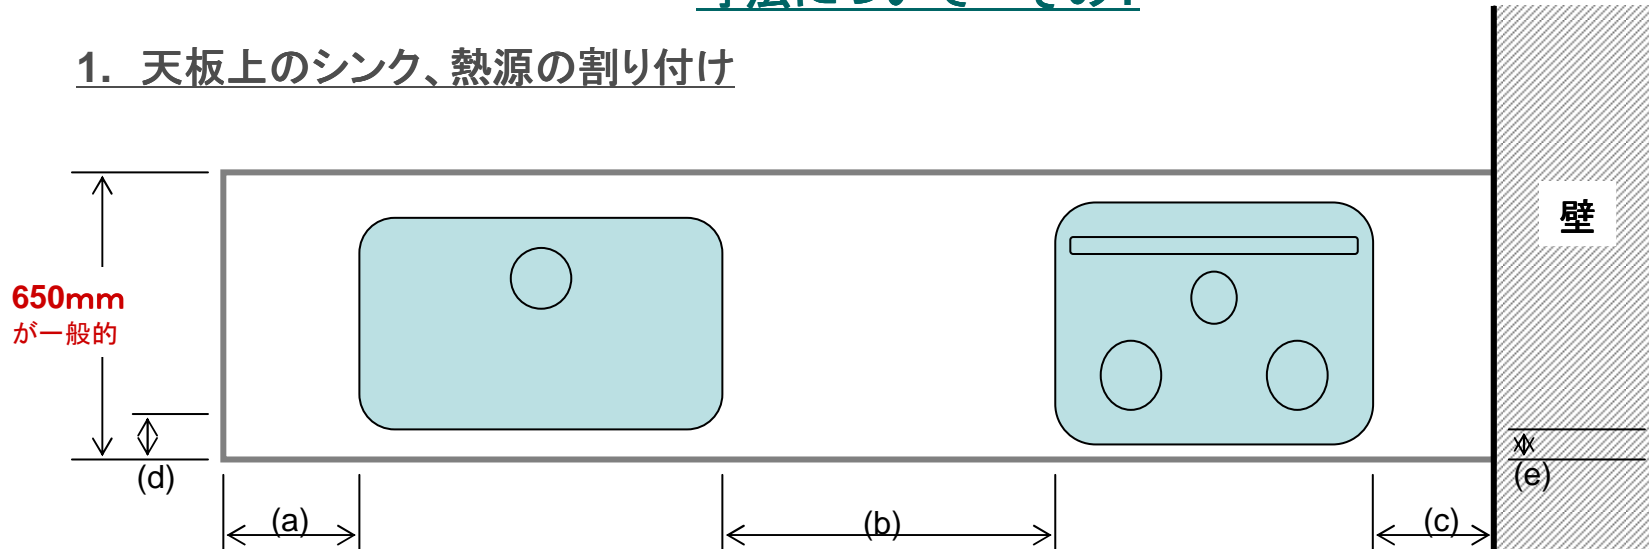 1. 天板上のシンク、熱源の割り付け
壁
650mm
が一般的
(d)
(e)
(a)
(b)
(c)